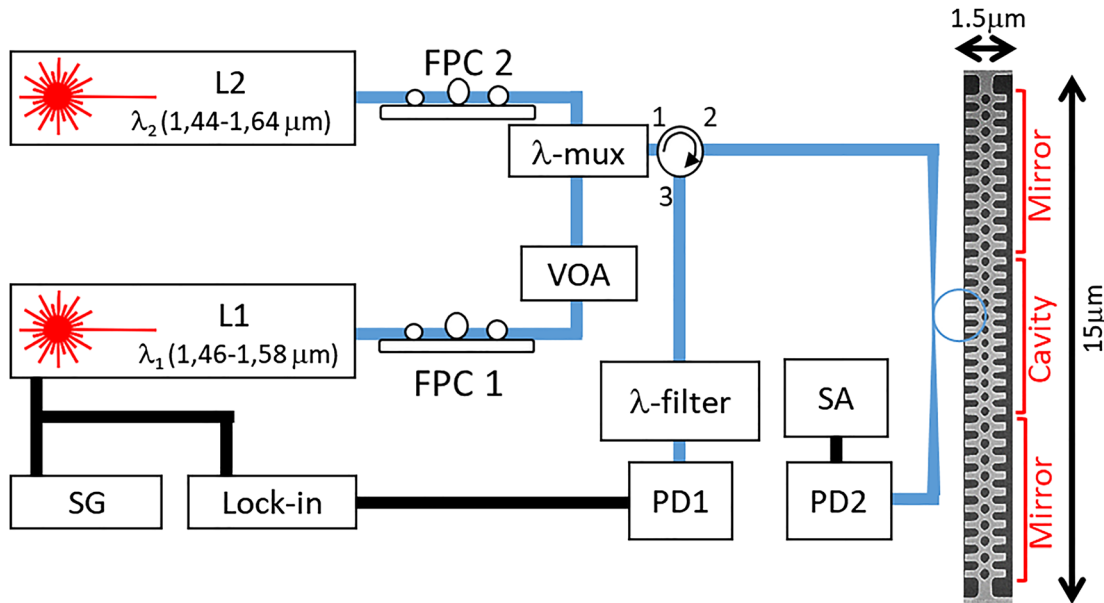 1.5μm
L2
λ2 (1,44-1,64 μm)
FPC 2
λ-mux
1
2
3
VOA
L1
λ1 (1,46-1,58 μm)
FPC 1
λ-filter
SA
SG
Lock-in
PD1
PD2
Mirror
Cavity
Mirror
15μm